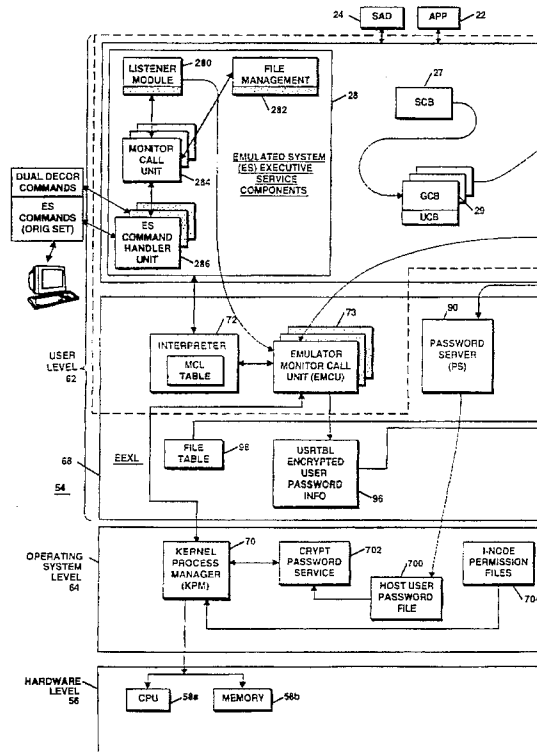 24
SAD
APP
22
LISTENER
MODULE
280
FILE
MANAGEMENT
282
28
27
SCB
MONITOR
CALL
UNIT
284
EMULATED SYSTEM
(ES) EXECUTIVE
SERVICE
COMPONENTS
GCB
UCB
29
DUAL DECOR
COMMANDS
ES
COMMANDS
(ORIG SET)
ES
COMMAND
HANDLER
UNIT
286
USER
LEVEL
62
72
INTERPRETER
MCL
TABLE
73
EMULATOR
MONITOR CALL
UNIT (EMCU)
90
PASSWORD
SERVER
(PS)
68
54
EEXL
FILE
TABLE
98
USRTBL
ENCRYPTED
USER
PASSWORD
INFO
96
OPERATING
SYSTEM
LEVEL
64
KERNEL
PROCESS
MANAGER
(KPM)
70
CRYPT
PASSWORD
SERVICE
702
700
HOST USER
PASSWORD
FILE
I-NODE
PERMISSION
FILES
704
HARDWARE
LEVEL
56
CPU
58a
MEMORY
58b